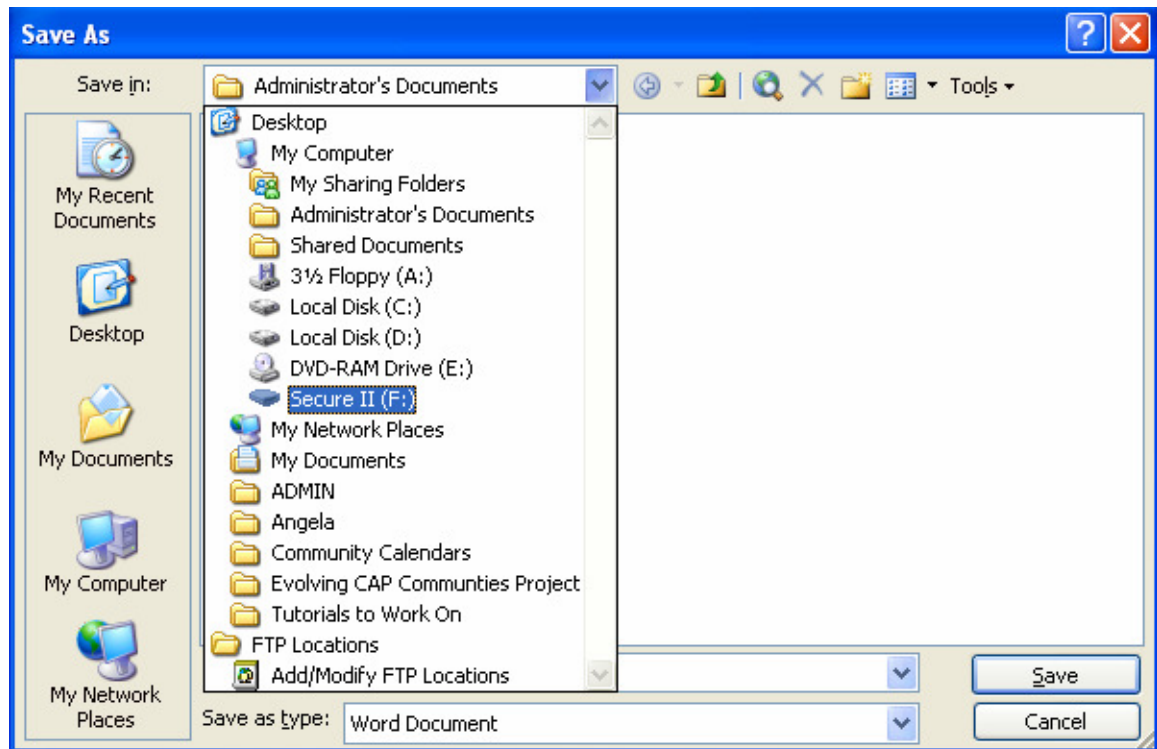 Save As
Save in:
Administrator's Documents
Tools
Desktop
My Computer
My Sharing Folders
Administrator's Documents
Shared Documents
3½ Floppy (A:)
Local Disk (C:)
Local Disk (D:)
DVD-RAM Drive (E:)
Secure II (F:)
My Network Places
My Documents
ADMIN
Angela
Community Calendars
Evolving CAP Communties Project
Tutorials to Work On
FTP Locations
Add/Modify FTP Locations
My Recent
Documents
Desktop
My Documents
My Computer
My Network
Places
Save as type:
Word Document
Save
Cancel